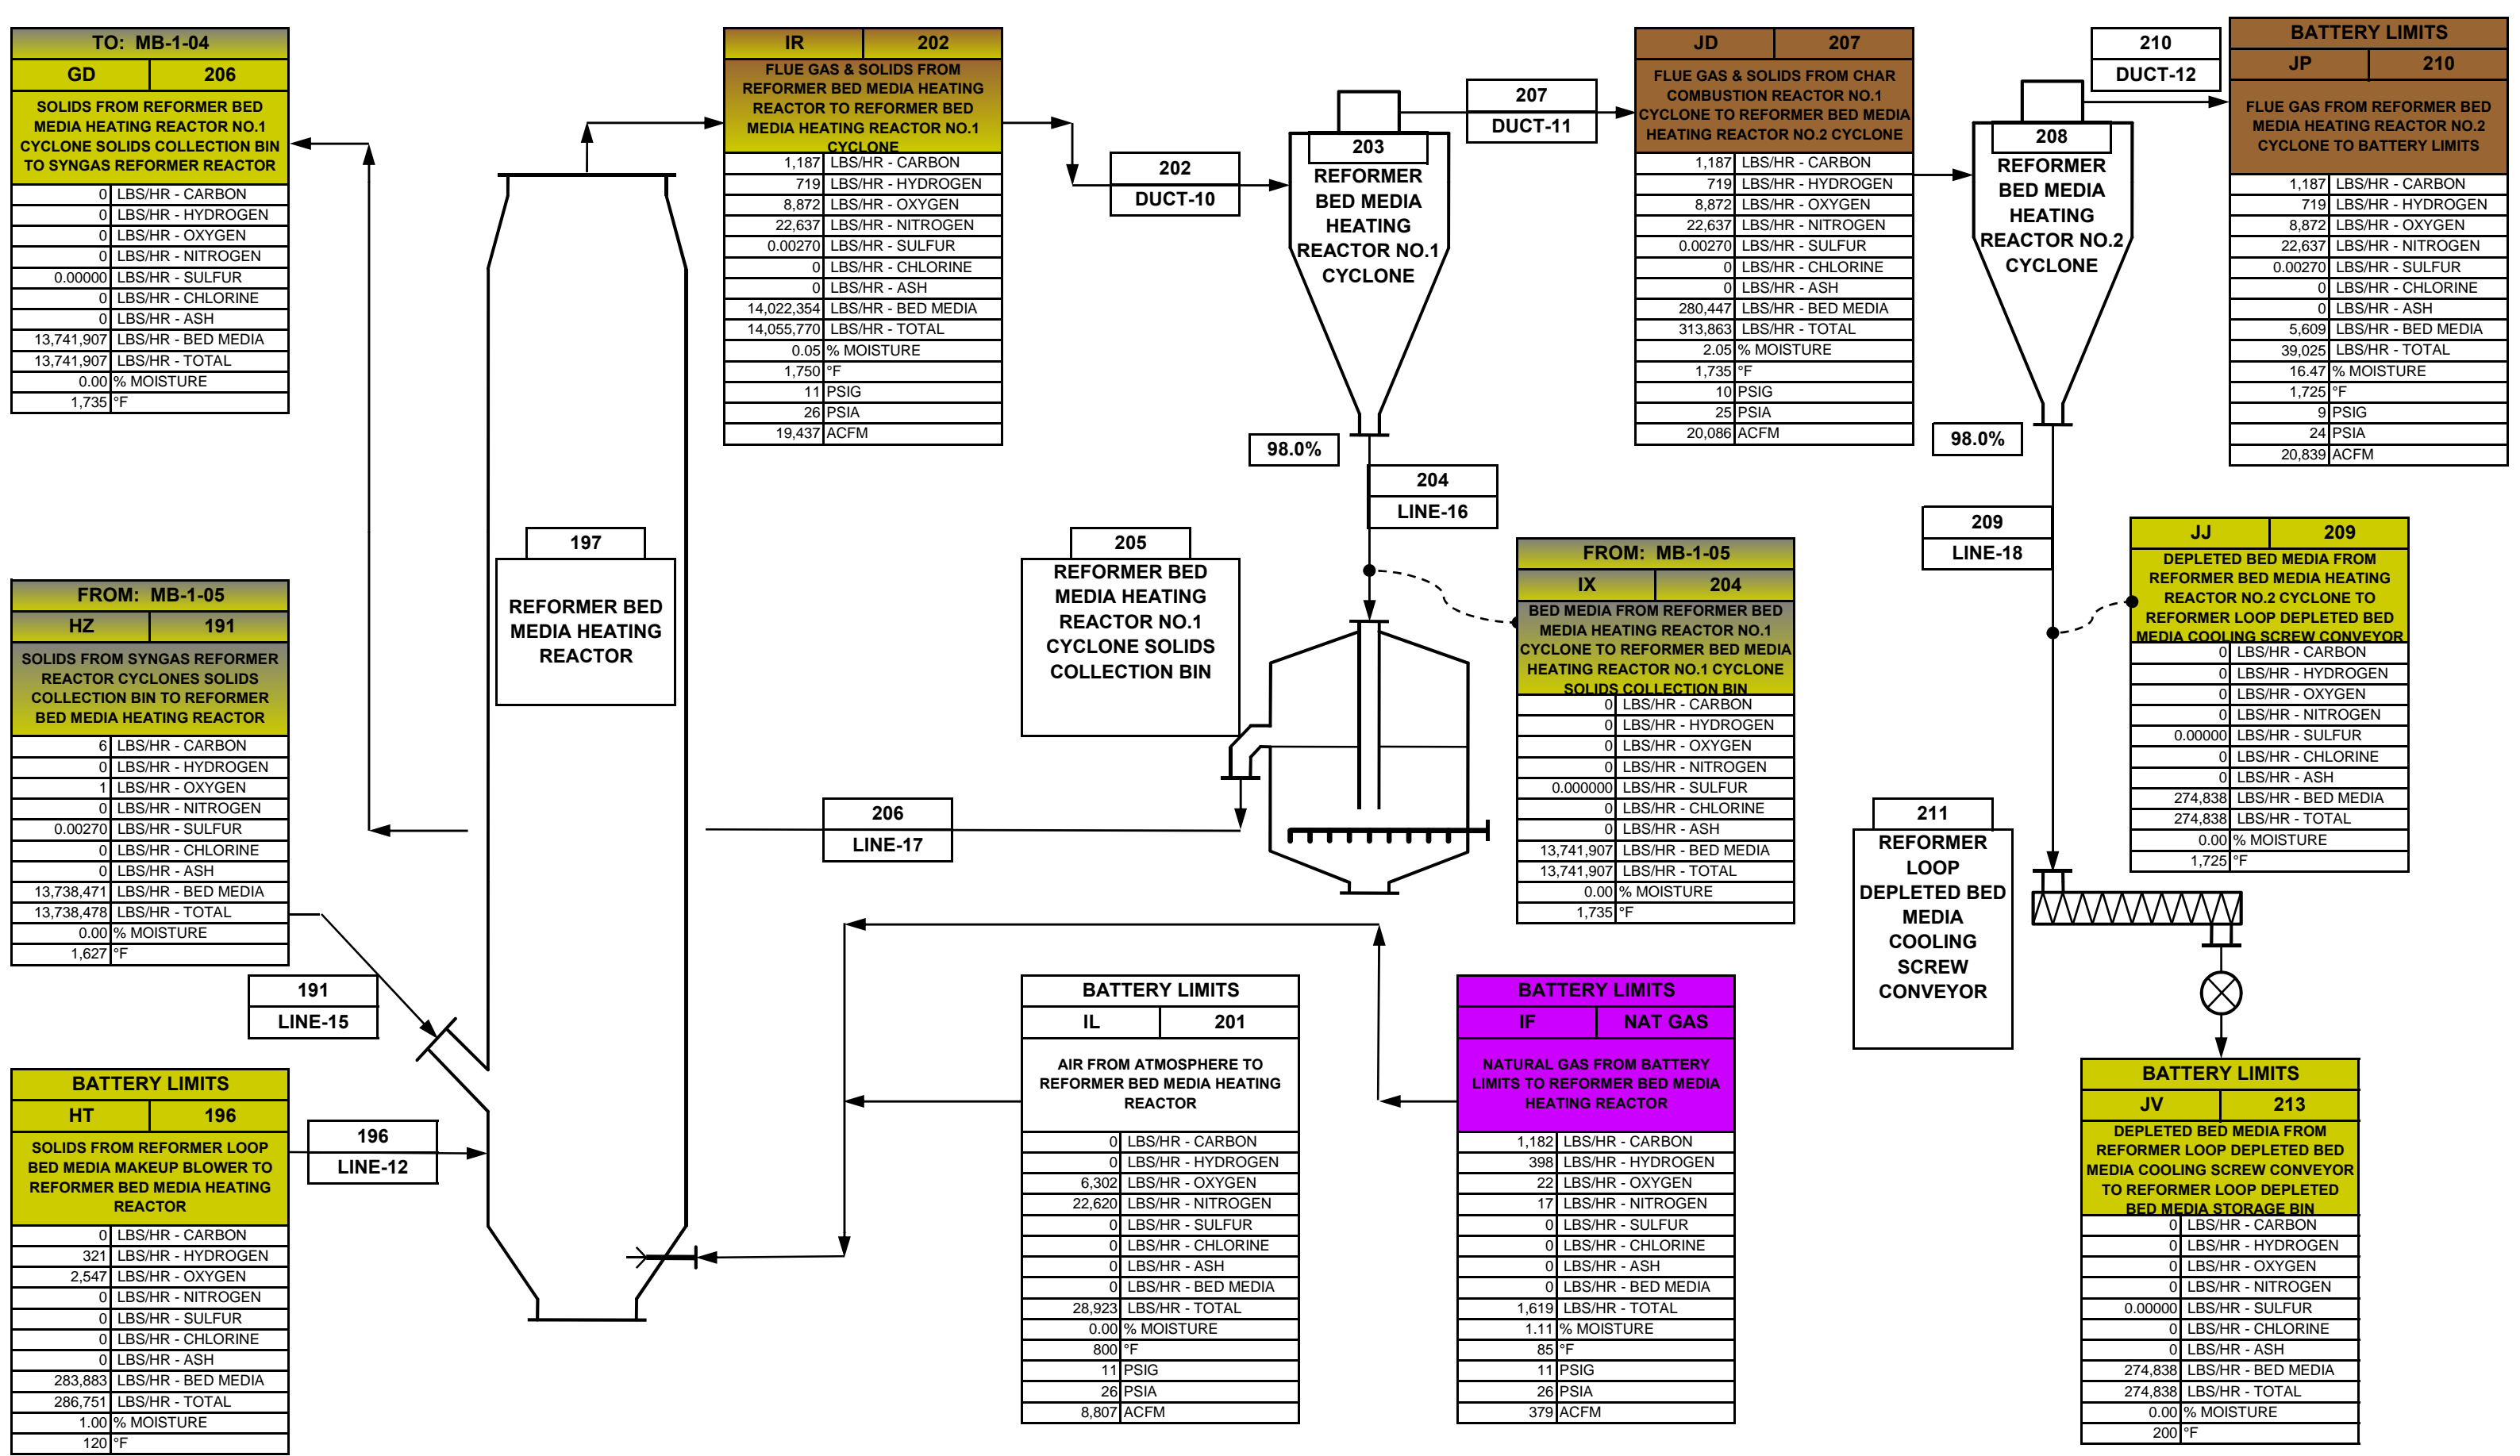 TO: MB-1-04
GD 206
SOLIDS FROM REFORMER BED
MEDIA HEATING REACTOR NO.1
CYCLONE SOLIDS COLLECTION BIN
TO SYNGAS REFORMER REACTOR
0 LBS/HR - CARBON
0 LBS/HR - HYDROGEN
0 LBS/HR - OXYGEN
0 LBS/HR - NITROGEN
0.00000 LBS/HR - SULFUR
0 LBS/HR - CHLORINE
0 LBS/HR - ASH
13,741,907 LBS/HR - BED MEDIA
13,741,907 LBS/HR - TOTAL
0.00 % MOISTURE
1,735 °F
FROM: MB-1-05
HZ 191
SOLIDS FROM SYNGAS REFORMER
REACTOR CYCLONES SOLIDS
COLLECTION BIN TO REFORMER
BED MEDIA HEATING REACTOR
6 LBS/HR - CARBON
0 LBS/HR - HYDROGEN
1 LBS/HR - OXYGEN
0 LBS/HR - NITROGEN
0.00270 LBS/HR - SULFUR
0 LBS/HR - CHLORINE
0 LBS/HR - ASH
13,738,471 LBS/HR - BED MEDIA
13,738,478 LBS/HR - TOTAL
0.00 % MOISTURE
1,627 °F
191
LINE-15
BATTERY LIMITS
HT 196
SOLIDS FROM REFORMER LOOP
BED MEDIA MAKEUP BLOWER TO
REFORMER BED MEDIA HEATING
REACTOR
0 LBS/HR - CARBON
321 LBS/HR - HYDROGEN
2,547 LBS/HR - OXYGEN
0 LBS/HR - NITROGEN
0 LBS/HR - SULFUR
0 LBS/HR - CHLORINE
0 LBS/HR - ASH
283,883 LBS/HR - BED MEDIA
286,751 LBS/HR - TOTAL
1.00 % MOISTURE
120 °F
196
LINE-12
197
REFORMER BED
MEDIA HEATING
REACTOR
IR 202
FLUE GAS & SOLIDS FROM
REFORMER BED MEDIA HEATING
REACTOR TO REFORMER BED
MEDIA HEATING REACTOR NO.1
CYCLONE
1,187 LBS/HR - CARBON
719 LBS/HR - HYDROGEN
8,872 LBS/HR - OXYGEN
22,637 LBS/HR - NITROGEN
0.00270 LBS/HR - SULFUR
0 LBS/HR - CHLORINE
0 LBS/HR - ASH
14,022,354 LBS/HR - BED MEDIA
14,055,770 LBS/HR - TOTAL
0.05 % MOISTURE
1,750 °F
11 PSIG
26 PSIA
19,437 ACFM
202
DUCT-10
203
REFORMER
BED MEDIA
HEATING
REACTOR NO.1
CYCLONE
98.0%
204
LINE-16
205
REFORMER BED
MEDIA HEATING
REACTOR NO.1
CYCLONE SOLIDS
COLLECTION BIN
206
LINE-17
FROM: MB-1-05
IX 204
BED MEDIA FROM REFORMER BED
MEDIA HEATING REACTOR NO.1
CYCLONE TO REFORMER BED MEDIA
HEATING REACTOR NO.1 CYCLONE
SOLIDS COLLECTION BIN
0 LBS/HR - CARBON
0 LBS/HR - HYDROGEN
0 LBS/HR - OXYGEN
0 LBS/HR - NITROGEN
0.000000 LBS/HR - SULFUR
0 LBS/HR - CHLORINE
0 LBS/HR - ASH
13,741,907 LBS/HR - BED MEDIA
13,741,907 LBS/HR - TOTAL
0.00 % MOISTURE
1,735 °F
BATTERY LIMITS
IL 201
AIR FROM ATMOSPHERE TO
REFORMER BED MEDIA HEATING
REACTOR
0 LBS/HR - CARBON
0 LBS/HR - HYDROGEN
6,302 LBS/HR - OXYGEN
22,620 LBS/HR - NITROGEN
0 LBS/HR - SULFUR
0 LBS/HR - CHLORINE
0 LBS/HR - ASH
0 LBS/HR - BED MEDIA
28,923 LBS/HR - TOTAL
0.00 % MOISTURE
800 °F
11 PSIG
26 PSIA
8,807 ACFM
BATTERY LIMITS
IF NAT GAS
NATURAL GAS FROM BATTERY
LIMITS TO REFORMER BED MEDIA
HEATING REACTOR
1,182 LBS/HR - CARBON
398 LBS/HR - HYDROGEN
22 LBS/HR - OXYGEN
17 LBS/HR - NITROGEN
0 LBS/HR - SULFUR
0 LBS/HR - CHLORINE
0 LBS/HR - ASH
0 LBS/HR - BED MEDIA
1,619 LBS/HR - TOTAL
1.11 % MOISTURE
85 °F
11 PSIG
26 PSIA
379 ACFM
207
DUCT-11
JD 207
FLUE GAS & SOLIDS FROM CHAR
COMBUSTION REACTOR NO.1
CYCLONE TO REFORMER BED MEDIA
HEATING REACTOR NO.2 CYCLONE
1,187 LBS/HR - CARBON
719 LBS/HR - HYDROGEN
8,872 LBS/HR - OXYGEN
22,637 LBS/HR - NITROGEN
0.00270 LBS/HR - SULFUR
0 LBS/HR - CHLORINE
0 LBS/HR - ASH
280,447 LBS/HR - BED MEDIA
313,863 LBS/HR - TOTAL
2.05 % MOISTURE
1,735 °F
10 PSIG
25 PSIA
20,086 ACFM
208
REFORMER
BED MEDIA
HEATING
REACTOR NO.2
CYCLONE
98.0%
209
LINE-18
210
DUCT-12
BATTERY LIMITS
JP 210
FLUE GAS FROM REFORMER BED
MEDIA HEATING REACTOR NO.2
CYCLONE TO BATTERY LIMITS
1,187 LBS/HR - CARBON
719 LBS/HR - HYDROGEN
8,872 LBS/HR - OXYGEN
22,637 LBS/HR - NITROGEN
0.00270 LBS/HR - SULFUR
0 LBS/HR - CHLORINE
0 LBS/HR - ASH
5,609 LBS/HR - BED MEDIA
39,025 LBS/HR - TOTAL
16.47 % MOISTURE
1,725 °F
9 PSIG
24 PSIA
20,839 ACFM
JJ 209
DEPLETED BED MEDIA FROM
REFORMER BED MEDIA HEATING
REACTOR NO.2 CYCLONE TO
REFORMER LOOP DEPLETED BED
MEDIA COOLING SCREW CONVEYOR
0 LBS/HR - CARBON
0 LBS/HR - HYDROGEN
0 LBS/HR - OXYGEN
0 LBS/HR - NITROGEN
0.00000 LBS/HR - SULFUR
0 LBS/HR - CHLORINE
0 LBS/HR - ASH
274,838 LBS/HR - BED MEDIA
274,838 LBS/HR - TOTAL
0.00 % MOISTURE
1,725 °F
211
REFORMER
LOOP
DEPLETED BED
MEDIA
COOLING
SCREW
CONVEYOR
BATTERY LIMITS
JV 213
DEPLETED BED MEDIA FROM
REFORMER LOOP DEPLETED BED
MEDIA COOLING SCREW CONVEYOR
TO REFORMER LOOP DEPLETED
BED MEDIA STORAGE BIN
0 LBS/HR - CARBON
0 LBS/HR - HYDROGEN
0 LBS/HR - OXYGEN
0 LBS/HR - NITROGEN
0.00000 LBS/HR - SULFUR
0 LBS/HR - CHLORINE
0 LBS/HR - ASH
274,838 LBS/HR - BED MEDIA
274,838 LBS/HR - TOTAL
0.00 % MOISTURE
200 °F